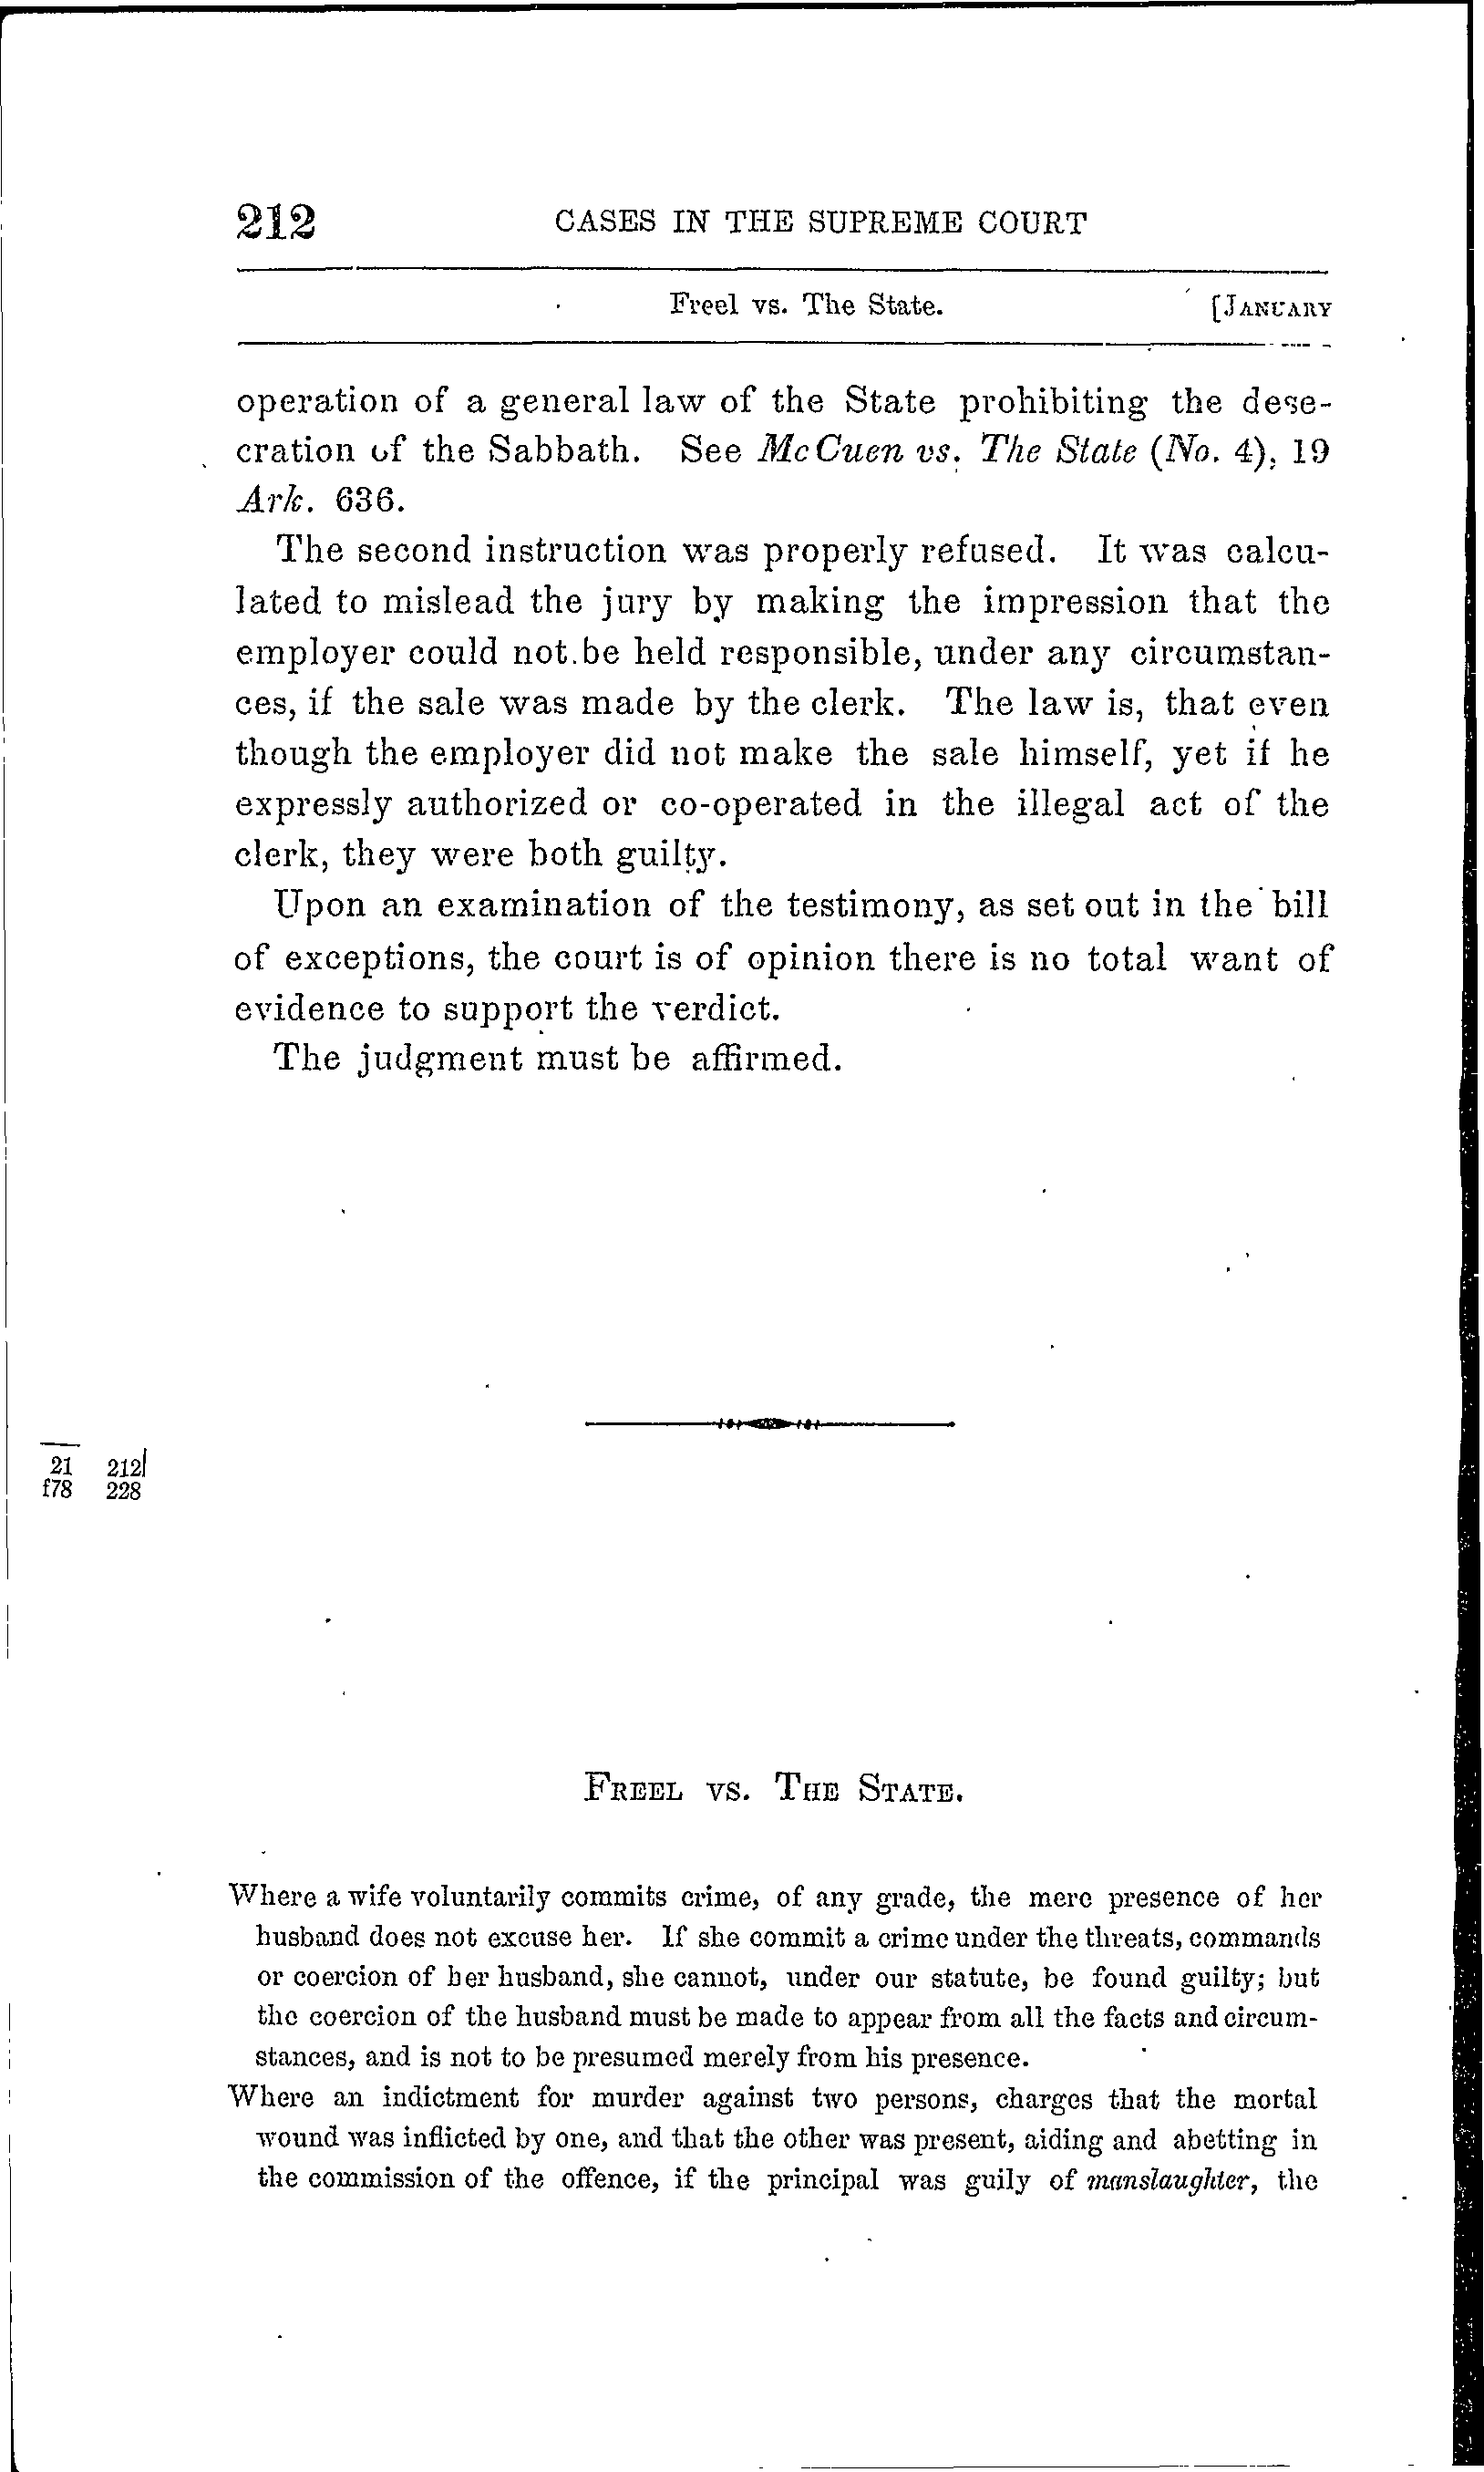 212 CASES IN THE SUPREME COURT
Freel vs. The State. [JANUARY
operation of a general law of the State prohibiting the dese-
cration of the Sabbath. See McCuen vs. The State (No. 4), 19
Ark. 636.
The second instruction was properly refused. It was calcu-
lated to mislead the jury by making the impression that the
employer could not be held responsible, under any circumstan-
ces, if the sale was made by the clerk. The law is, that even
though the employer did not make the sale himself, yet if he
expressly authorized or co-operated in the illegal act of the
clerk, they were both guilty.
Upon an examination of the testimony, as set out in the bill
of exceptions, the court is of opinion there is no total want of
evidence to support the verdict.
The judgment must be affirmed.
21 212
f78 228
FREEL VS. THE STATE.
Where a wife voluntarily commits crime, of any grade, the mere presence of her
husband does not excuse her. If she commit a crime under the threats, commands
or coercion of her husband, she cannot, under our statute, be found guilty; but
the coercion of the husband must be made to appear from all the facts and circum-
stances, and is not to be presumed merely from his presence.
Where an indictment for murder against two persons, charges that the mortal
wound was inflicted by one, and that the other was present, aiding and abetting in
the commission of the offence, if the principal was guily of manslaughter, the